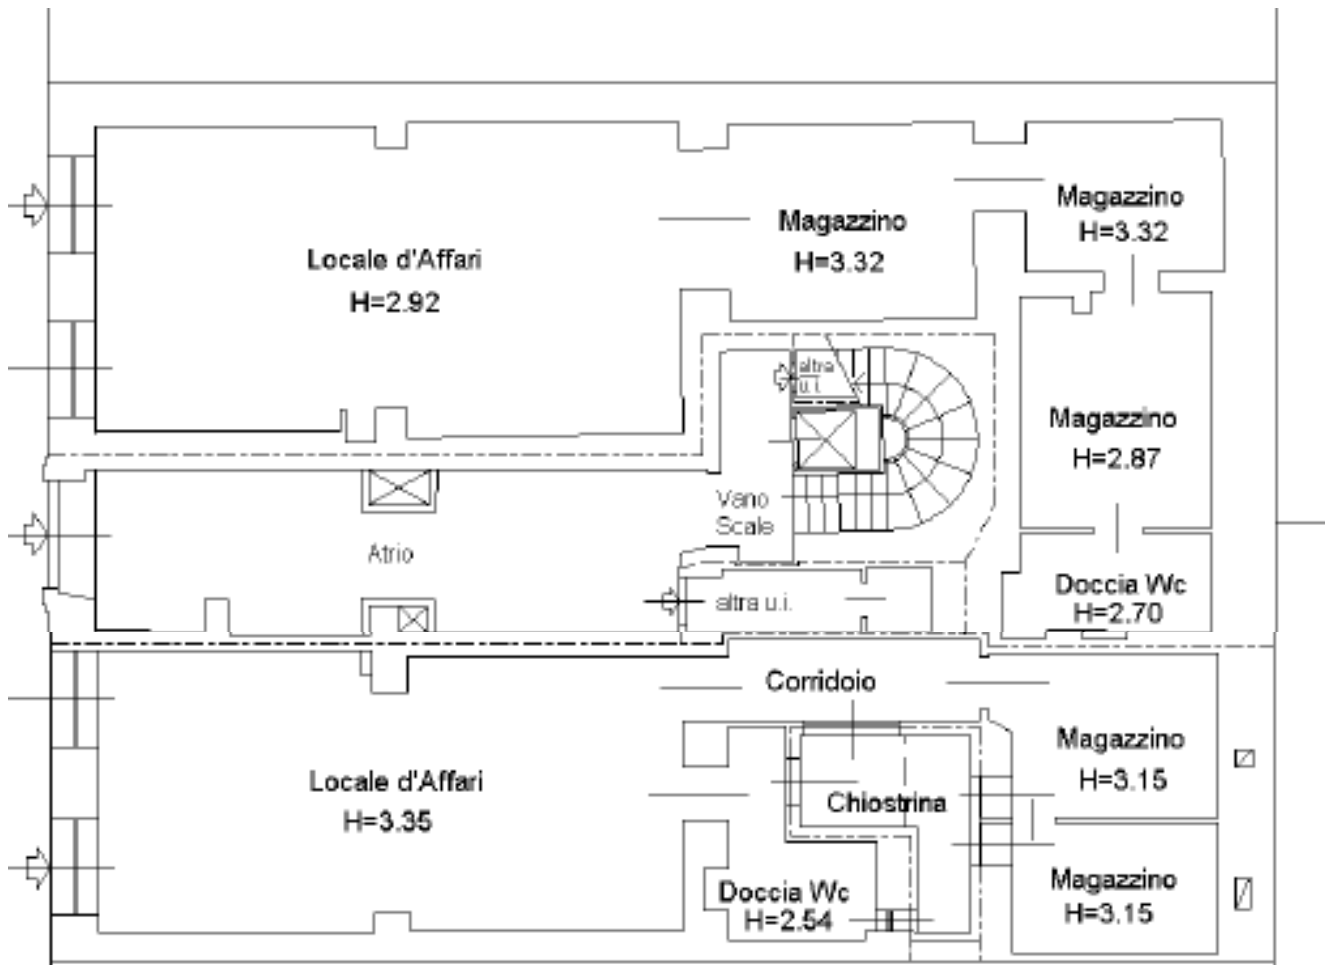 Magazzino
H=3.32
Magazzino
H=3.32
Locale d'Affari
H=2.92
altra
u.i.
Magazzino
H=2.87
Vano
Scale
Atrio
Doccia Wc
H=2.70
altra u.i.
Corridoio
Magazzino
H=3.15
Locale d'Affari
H=3.35
Chiostrina
Magazzino
H=3.15
Doccia Wc
H=2.54